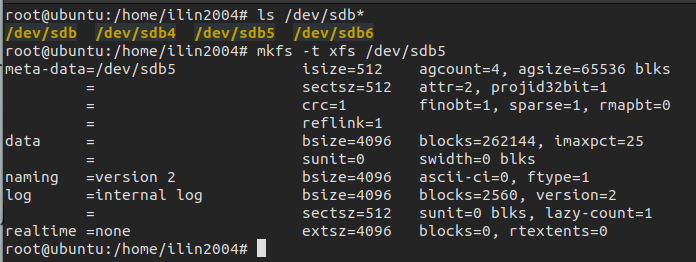 root@ubuntu:/home/ilin2004# ls /dev/sdb*
/dev/sdb  /dev/sdb4  /dev/sdb5  /dev/sdb6
root@ubuntu:/home/ilin2004# mkfs -t xfs /dev/sdb5
meta-data=/dev/sdb5              isize=512    agcount=4, agsize=65536 blks
         =                       sectsz=512   attr=2, projid32bit=1
         =                       crc=1        finobt=1, sparse=1, rmapbt=0
         =                       reflink=1
data     =                       bsize=4096   blocks=262144, imaxpct=25
         =                       sunit=0      swidth=0 blks
naming   =version 2              bsize=4096   ascii-ci=0, ftype=1
log      =internal log           bsize=4096   blocks=2560, version=2
         =                       sectsz=512   sunit=0 blks, lazy-count=1
realtime =none                   extsz=4096   blocks=0, rtextents=0
root@ubuntu:/home/ilin2004#